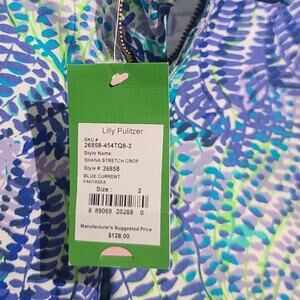 Lilly Pulitzer
SKU #
26858-454TQ8-2
Style Name:
SHANA STRETCH CROP
Style #: 26858
BLUE CURRENT
FANTASEA
Size : 2
8 89069 20288 0
Manufacturer's Suggested Price
$128.00